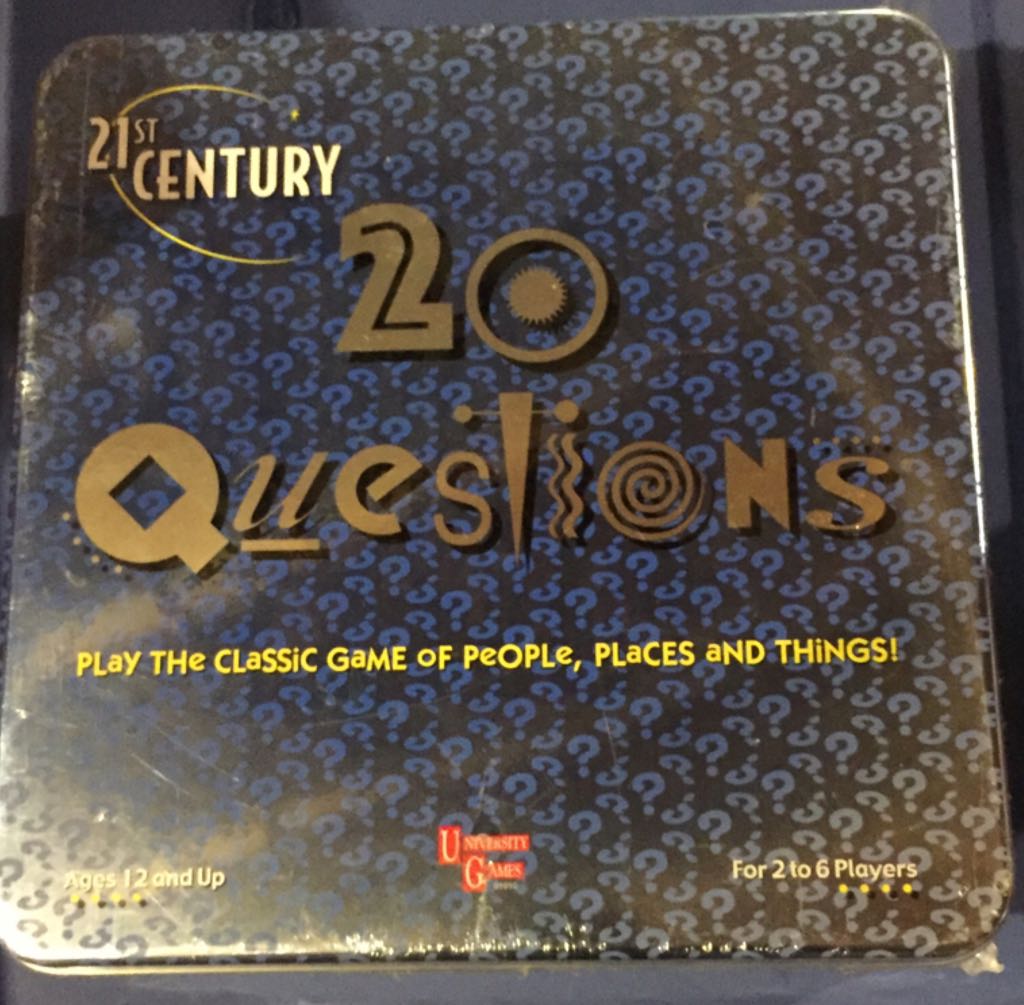 21ST
CENTURY
20
QuesTioNs
PLay THe CLaSSiC GaME oF PeOPLe, PLaCES aND THiNGS!
UNIVERSITY
GAMES
Ages 12 and Up
For 2 to 6 Players